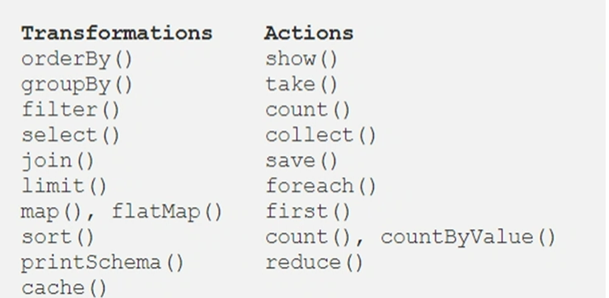 Transformations Actions
orderBy() show()
groupBy() take()
filter() count()
select() collect()
join() save()
limit() foreach()
map(), flatMap() first()
sort() count(), countByValue()
printSchema() reduce()
cache()